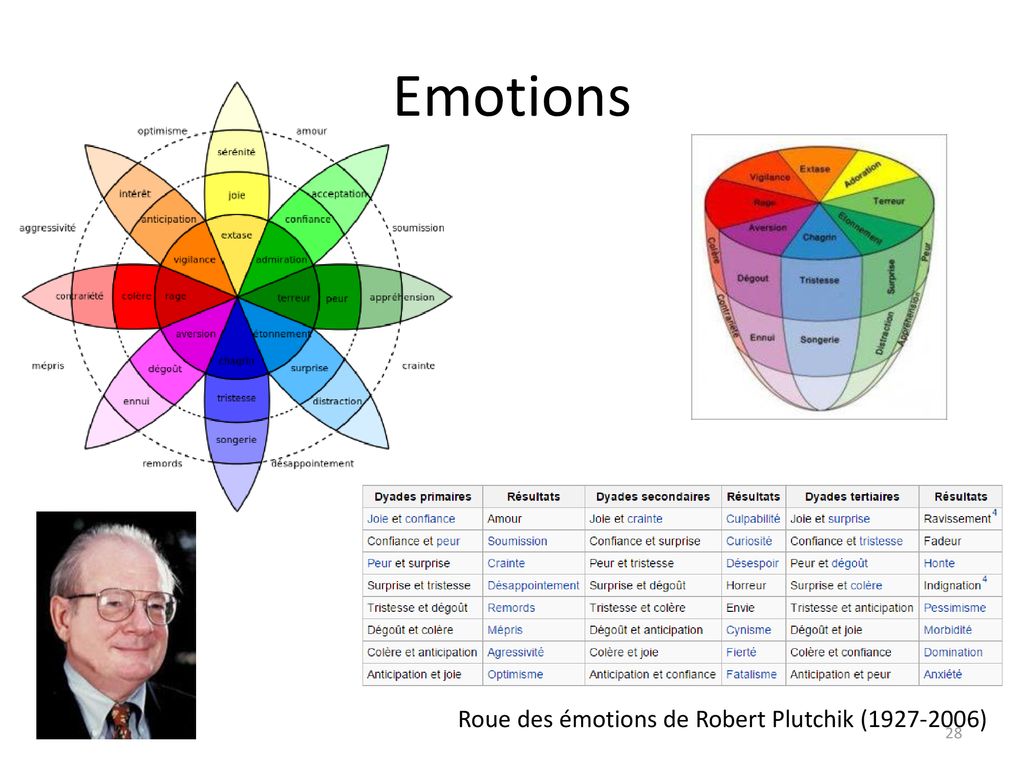 Emotions
optimisme
amour
sérénité
intérêt
joie
acceptation
anticipation
confiance
aggressivité
extase
soumission
vigilance
admiration
contrariété
colère
rage
terreur
peur
appréhension
aversion
étonnement
chagrin
mépris
dégoût
surprise
crainte
ennui
tristesse
distraction
songerie
remords
désappointement
Extase
Vigilance
Adoration
Rage
Terreur
Aversion
Etonnement
Chagrin
Colère
Dégout
Tristesse
Surprise
Peur
Contrariété
Ennui
Songerie
Distraction
Appréhension
Dyades primaires Résultats Dyades secondaires Résultats Dyades tertiaires Résultats
Joie et confiance Amour Joie et crainte Culpabilité Joie et surprise Ravissement4
Confiance et peur Soumission Confiance et surprise Curiosité Confiance et tristesse Fadeur
Peur et surprise Crainte Peur et tristesse Désespoir Peur et dégoût Honte
Surprise et tristesse Désappointement Surprise et dégoût Horreur Surprise et colère Indignation4
Tristesse et dégoût Remords Tristesse et colère Envie Tristesse et anticipation Pessimisme
Dégoût et colère Mépris Dégoût et anticipation Cynisme Dégoût et joie Morbidité
Colère et anticipation Agressivité Colère et joie Fierté Colère et confiance Domination
Anticipation et joie Optimisme Anticipation et confiance Fatalisme Anticipation et peur Anxiété
Roue des émotions de Robert Plutchik (1927-2006)
28